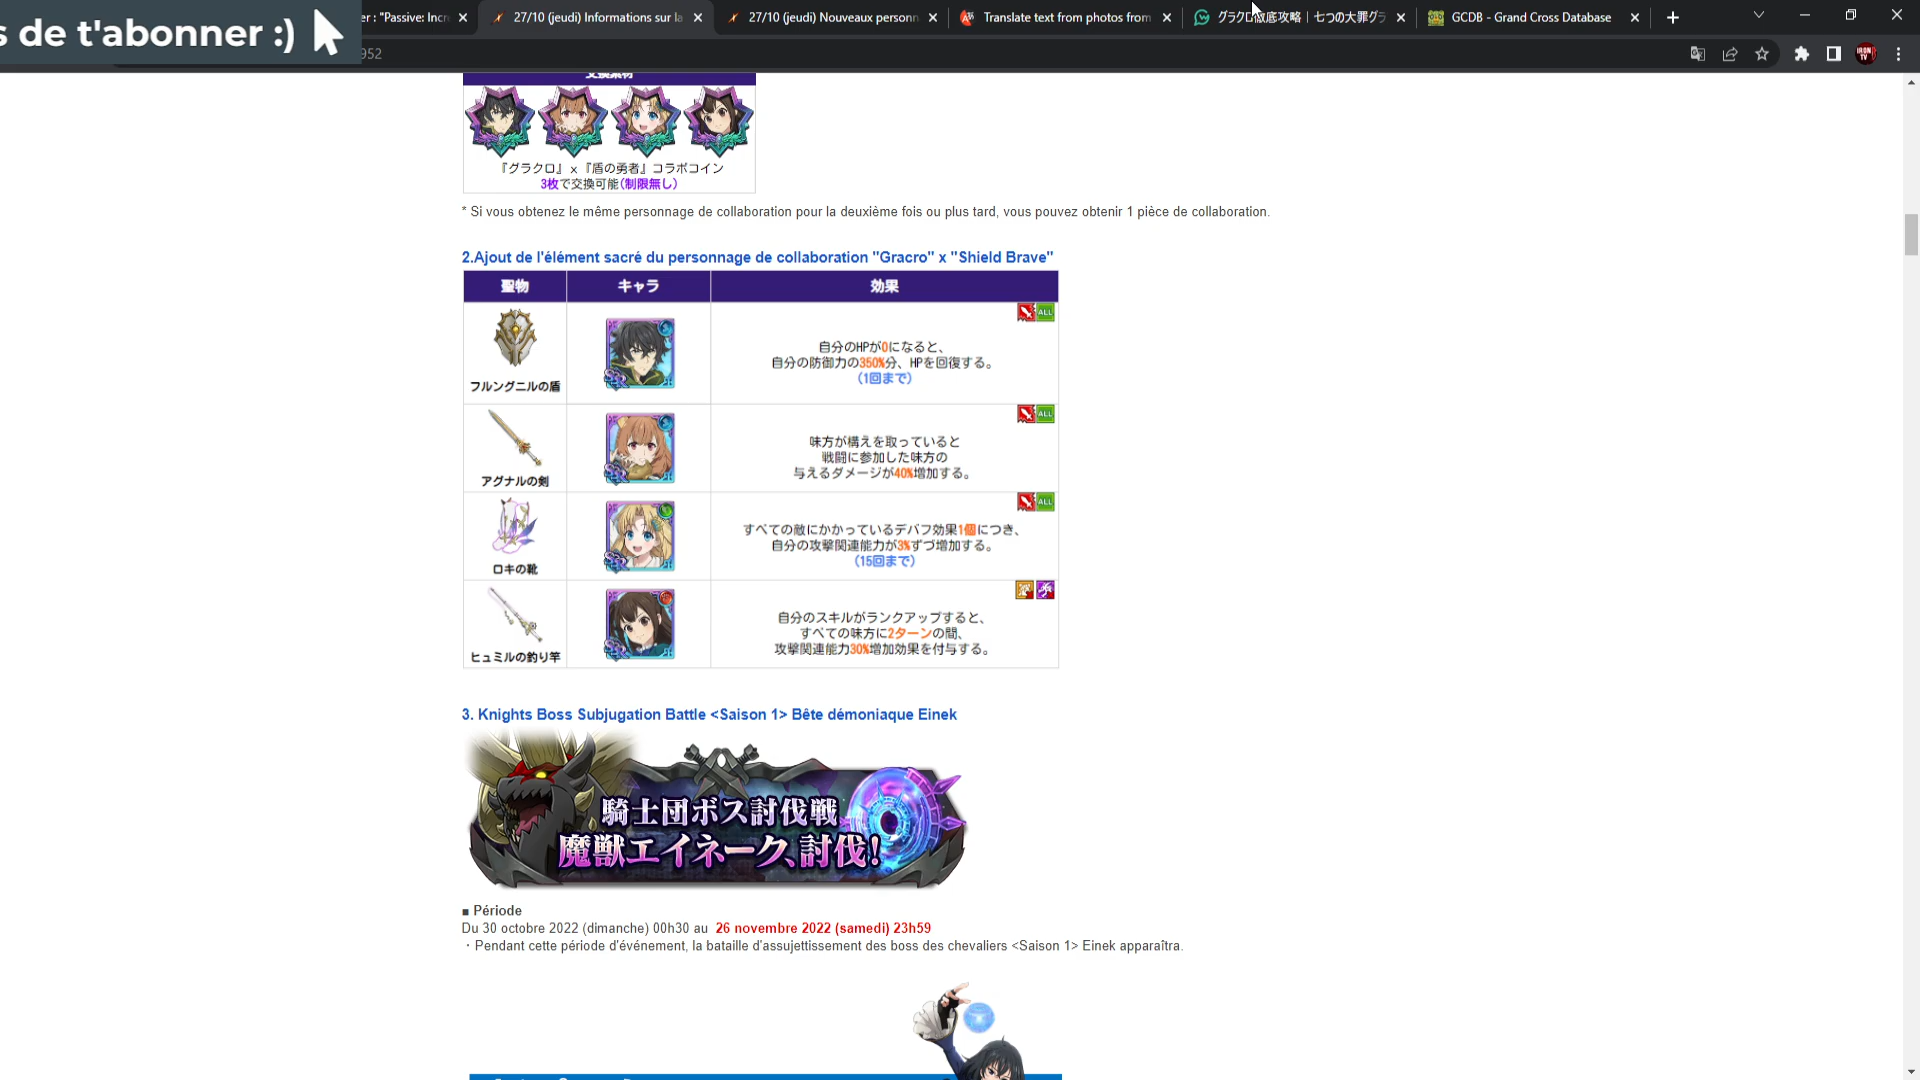 s de t'abonner :)
er : "Passive: Incr
27/10 (jeudi) Informations sur la
27/10 (jeudi) Nouveaux personn
Translate text from photos from
グラクロ徹底攻略 | 七つの大罪グラ
GCDB - Grand Cross Database
952
交換素材
『グラクロ』x『盾の勇者』コラボコイン
3枚で交換可能(制限無し)
* Si vous obtenez le même personnage de collaboration pour la deuxième fois ou plus tard, vous pouvez obtenir 1 pièce de collaboration.
2.Ajout de l'élément sacré du personnage de collaboration "Gracro" x "Shield Brave"
聖物 キャラ 効果
ALL
自分のHPが0になると、
自分の防御力の350%分、HPを回復する。
(1回まで)
フルングニルの盾
ALL
味方が構えを取っていると
戦闘に参加した味方の
与えるダメージが40%増加する。
アグナルの剣
ALL
すべての敵にかかっているデバフ効果1個につき、
自分の攻撃関連能力が3%ずづ増加する。
(15回まで)
ロキの靴
自分のスキルがランクアップすると、
すべての味方に2ターンの間、
攻撃関連能力30%増加効果を付与する。
ヒュミルの釣り竿
3. Knights Boss Subjugation Battle <Saison 1> Bête démoniaque Einek
騎士団ボス討伐戦
魔獣エイネーク、討伐!
■ Période
Du 30 octobre 2022 (dimanche) 00h30 au 26 novembre 2022 (samedi) 23h59
・Pendant cette période d'événement, la bataille d'assujettissement des boss des chevaliers <Saison 1> Einek apparaîtra.